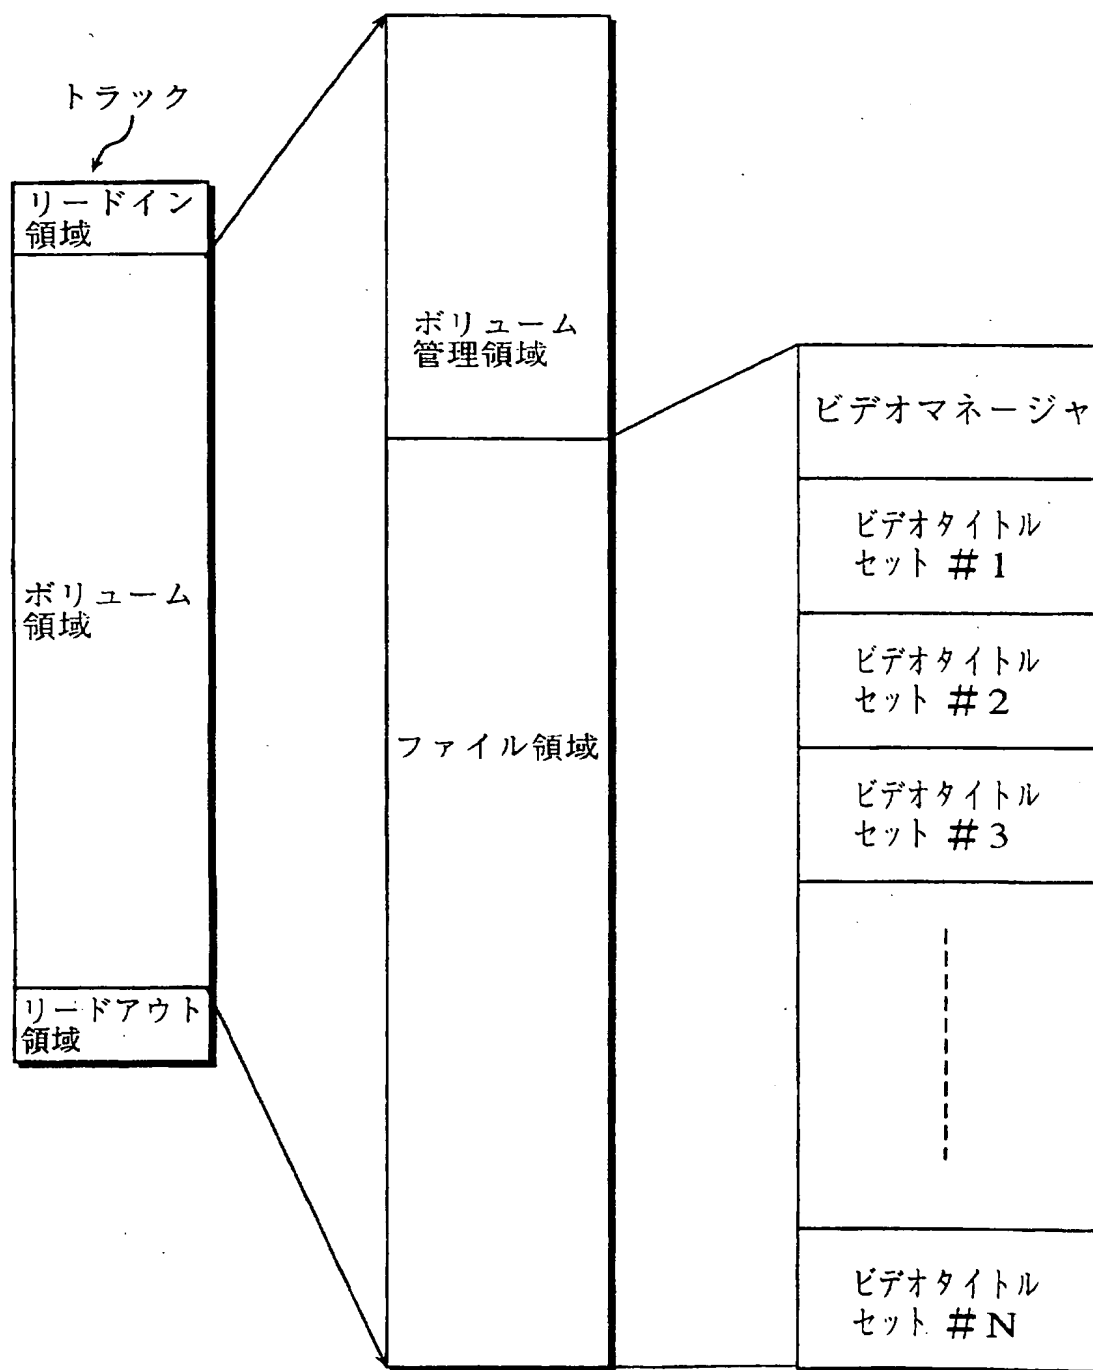 トラック
リードイン
領域
ボリューム
領域
リードアウト
領域
ボリューム
管理領域
ファイル領域
ビデオマネージャ
ビデオタイトル
セット #1
ビデオタイトル
セット #2
ビデオタイトル
セット #3
ビデオタイトル
セット #N